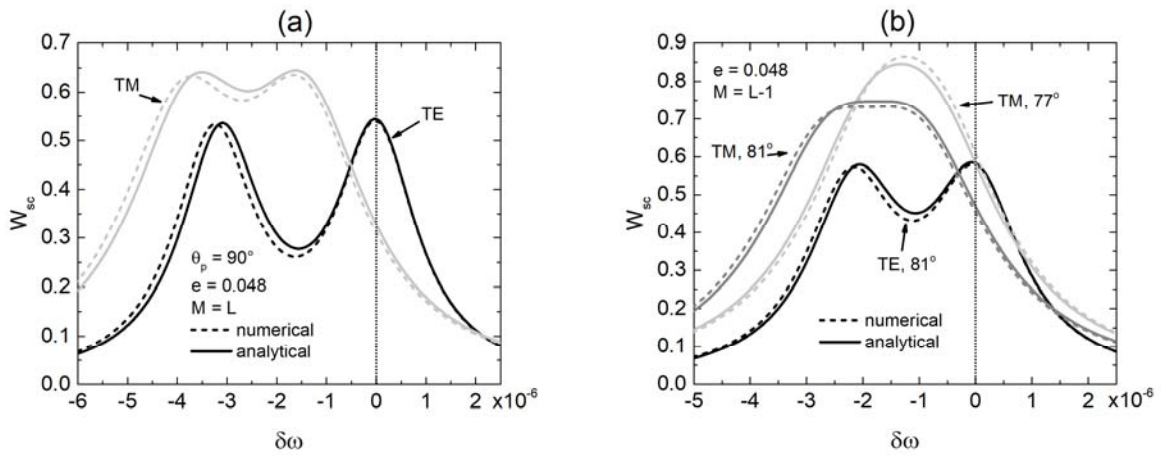 (a)
0.7
0.6
0.5
0.4
0.3
0.2
0.1
0.0
W_sc
TM
TE
θ_p = 90°
e = 0.048
M = L
numerical
analytical
-6 -5 -4 -3 -2 -1 0 1 2 x10⁻⁶
δω
(b)
0.9
0.8
0.7
0.6
0.5
0.4
0.3
0.2
0.1
0.0
W_sc
e = 0.048
M = L-1
TM, 77°
TM, 81°
TE, 81°
numerical
analytical
-5 -4 -3 -2 -1 0 1 2 x10⁻⁶
δω